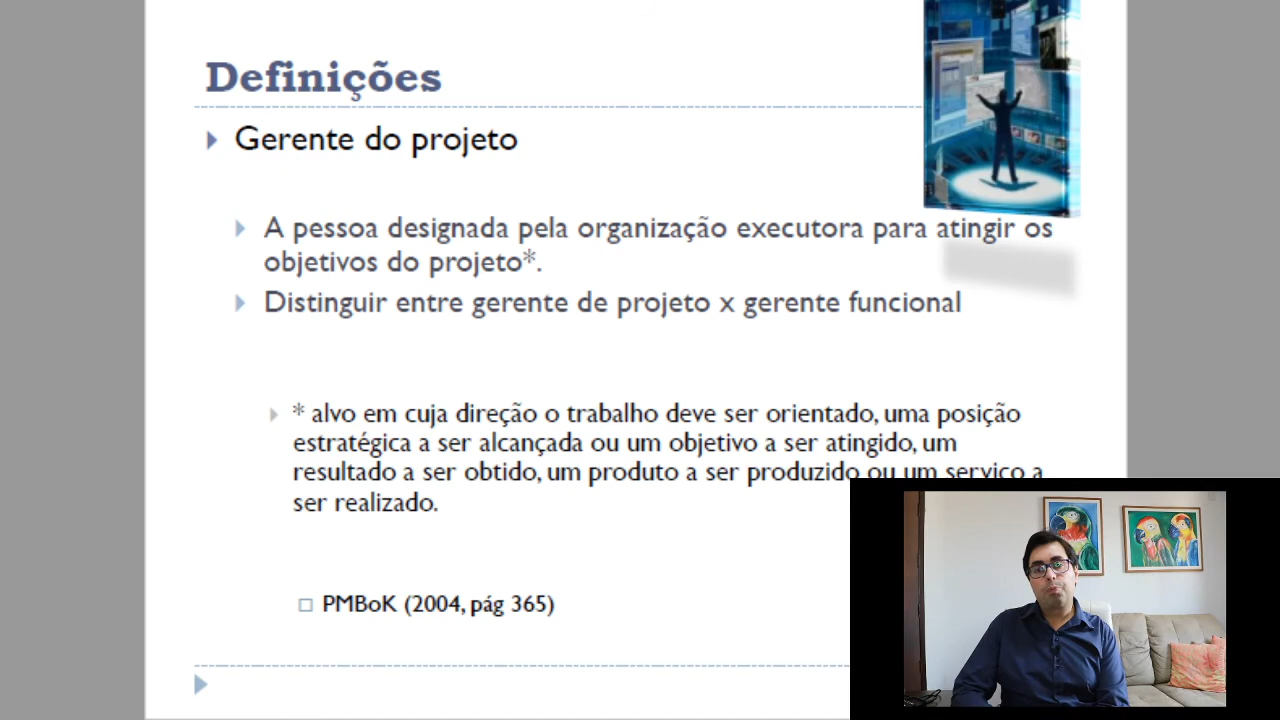 Definições
Gerente do projeto
A pessoa designada pela organização executora para atingir os
objetivos do projeto*.
Distinguir entre gerente de projeto x gerente funcional
* alvo em cuja direção o trabalho deve ser orientado, uma posição
estratégica a ser alcançada ou um objetivo a ser atingido, um
resultado a ser obtido, um produto a ser produzido ou um serviço a
ser realizado.
PMBoK (2004, pág 365)